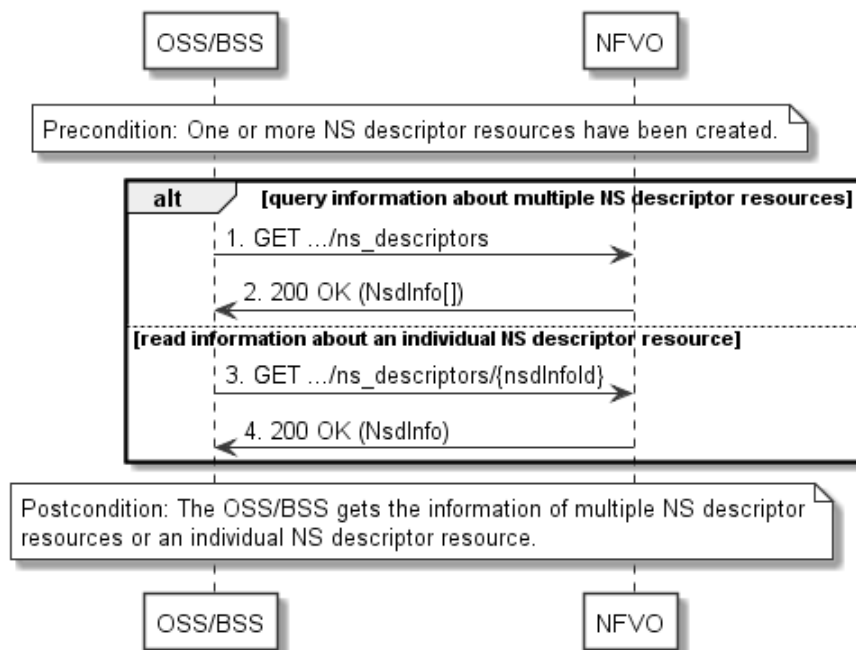 OSS/BSS
NFVO
Precondition: One or more NS descriptor resources have been created.
alt
[query information about multiple NS descriptor resources]
1. GET .../ns_descriptors
2. 200 OK (NsdInfo[])
[read information about an individual NS descriptor resource]
3. GET .../ns_descriptors/{nsdInfoId}
4. 200 OK (NsdInfo)
Postcondition: The OSS/BSS gets the information of multiple NS descriptor
resources or an individual NS descriptor resource.
OSS/BSS
NFVO